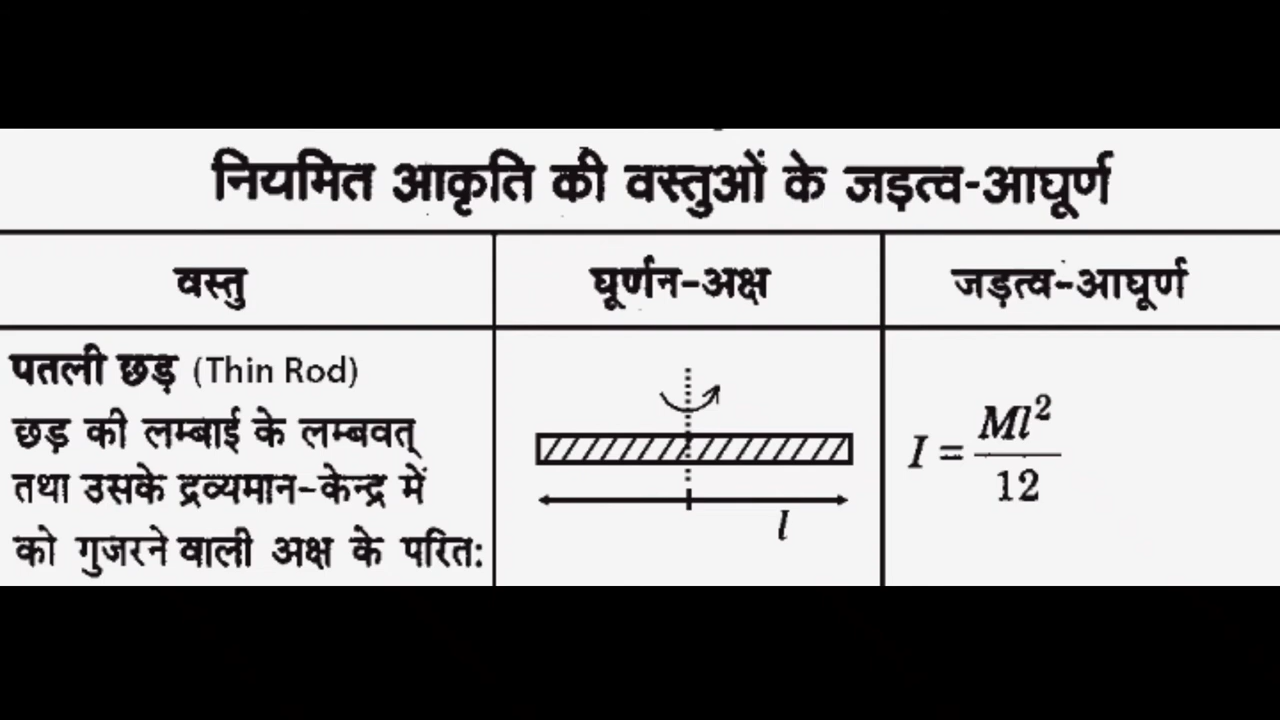 नियमित आकृति की वस्तुओं के जड़त्व-आघूर्ण
वस्तु
घूर्णन-अक्ष
जड़त्व-आघूर्ण
पतली छड़ (Thin Rod)
छड़ की लम्बाई के लम्बवत्
तथा उसके द्रव्यमान-केन्द्र में
को गुजरने वाली अक्ष के परितः
l
I = Ml²/12